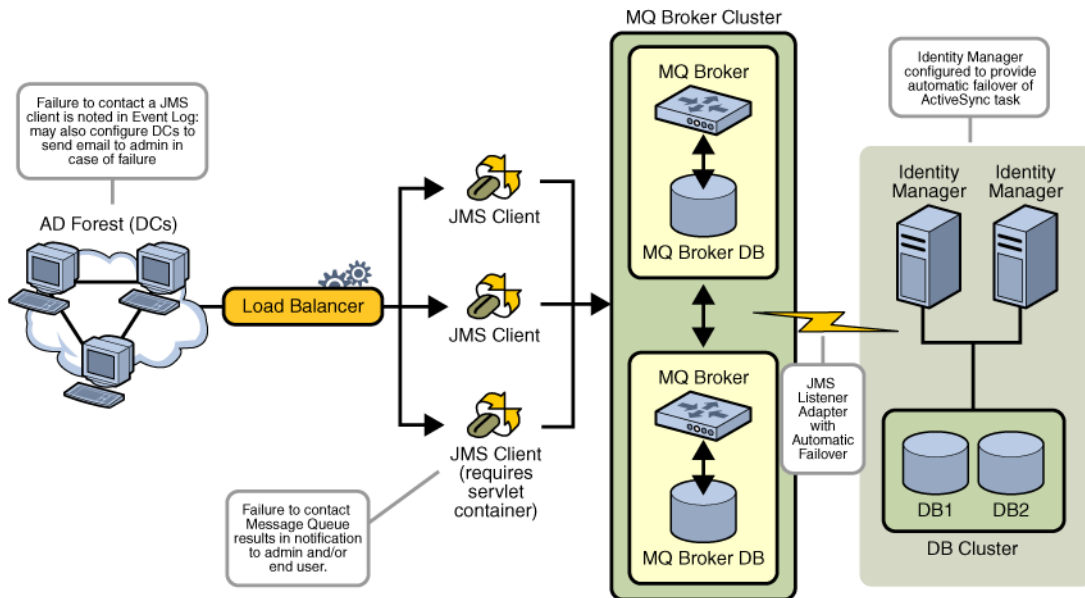 MQ Broker Cluster
Failure to contact a JMS
client is noted in Event Log:
may also configure DCs to
send email to admin in
case of failure
AD Forest (DCs)
Load Balancer
JMS Client
JMS Client
JMS Client
(requires
servlet
container)
Failure to contact
Message Queue
results in notification
to admin and/or
end user.
MQ Broker
MQ Broker DB
MQ Broker
MQ Broker DB
JMS
Listener
Adapter
with
Automatic
Failover
Identity Manager
configured to provide
automatic failover of
ActiveSync task
Identity
Manager
Identity
Manager
DB1
DB2
DB Cluster